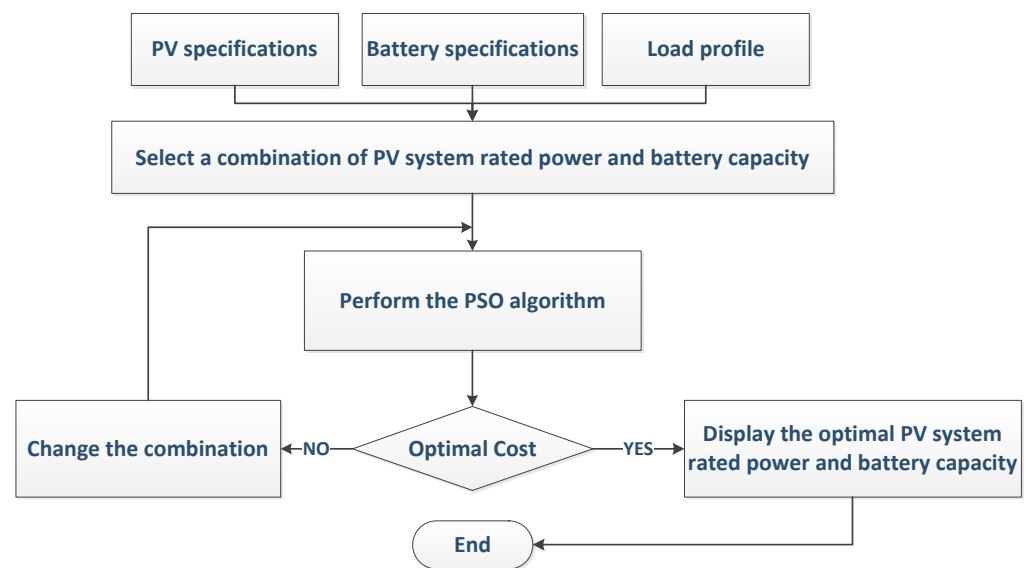 PV specifications
Battery specifications
Load profile
Select a combination of PV system rated power and battery capacity
Perform the PSO algorithm
Change the combination
NO
Optimal Cost
YES
Display the optimal PV system
rated power and battery capacity
End